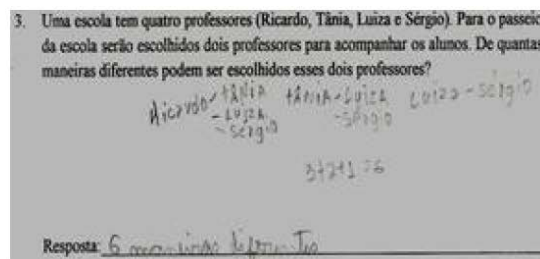 3. Uma escola tem quatro professores (Ricardo, Tânia, Luiza e Sérgio). Para o passeio
da escola serão escolhidos dois professores para acompanhar os alunos. De quantas
maneiras diferentes podem ser escolhidos esses dois professores?
Ricardo - TÂNIA TÂNIA - LUIZA LUIZA - Sérgio
- LUIZA - Sérgio
- Sérgio
3+2+1=6
Resposta: 6 maneiras diferentes